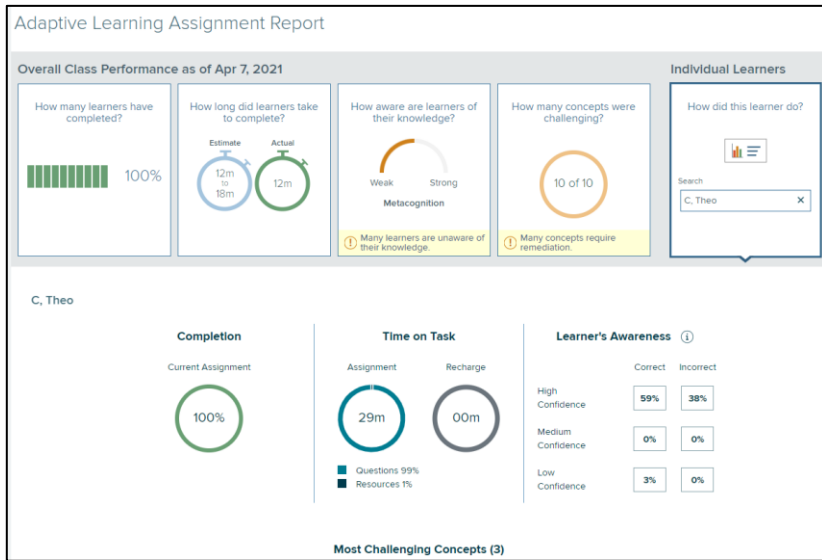 Adaptive Learning Assignment Report
Overall Class Performance as of Apr 7, 2021
Individual Learners
How many learners have
completed?
100%
How long did learners take
to complete?
Estimate
Actual
12m
to
18m
12m
How aware are learners of
their knowledge?
Weak
Strong
Metacognition
Many learners are unaware of
their knowledge.
How many concepts were
challenging?
10 of 10
Many concepts require
remediation.
How did this learner do?
Search
C, Theo ×
C, Theo
Completion
Current Assignment
100%
Time on Task
Assignment
Recharge
29m
00m
Questions 99%
Resources 1%
Learner's Awareness
Correct Incorrect
High
Confidence
59% 38%
Medium
Confidence
0% 0%
Low
Confidence
3% 0%
Most Challenging Concepts (3)